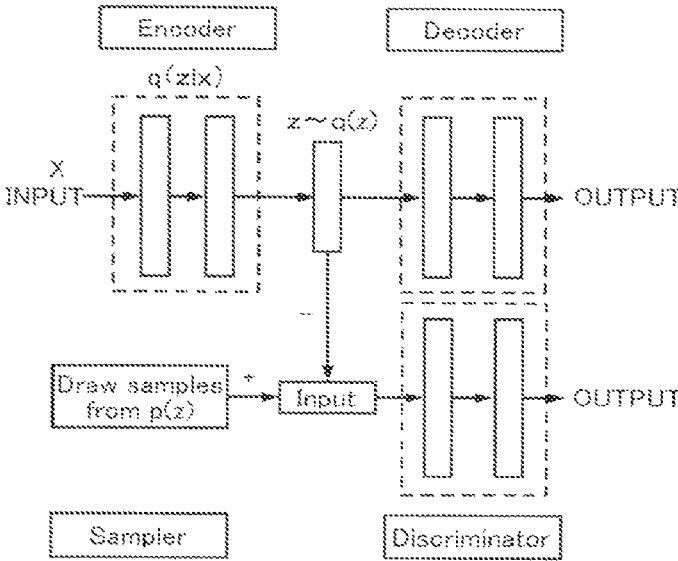 Encoder
Decoder
q(z|x)
z～q(z)
X
INPUT
OUTPUT
−
+
Draw samples
from p(z)
Input
OUTPUT
Sampler
Discriminator